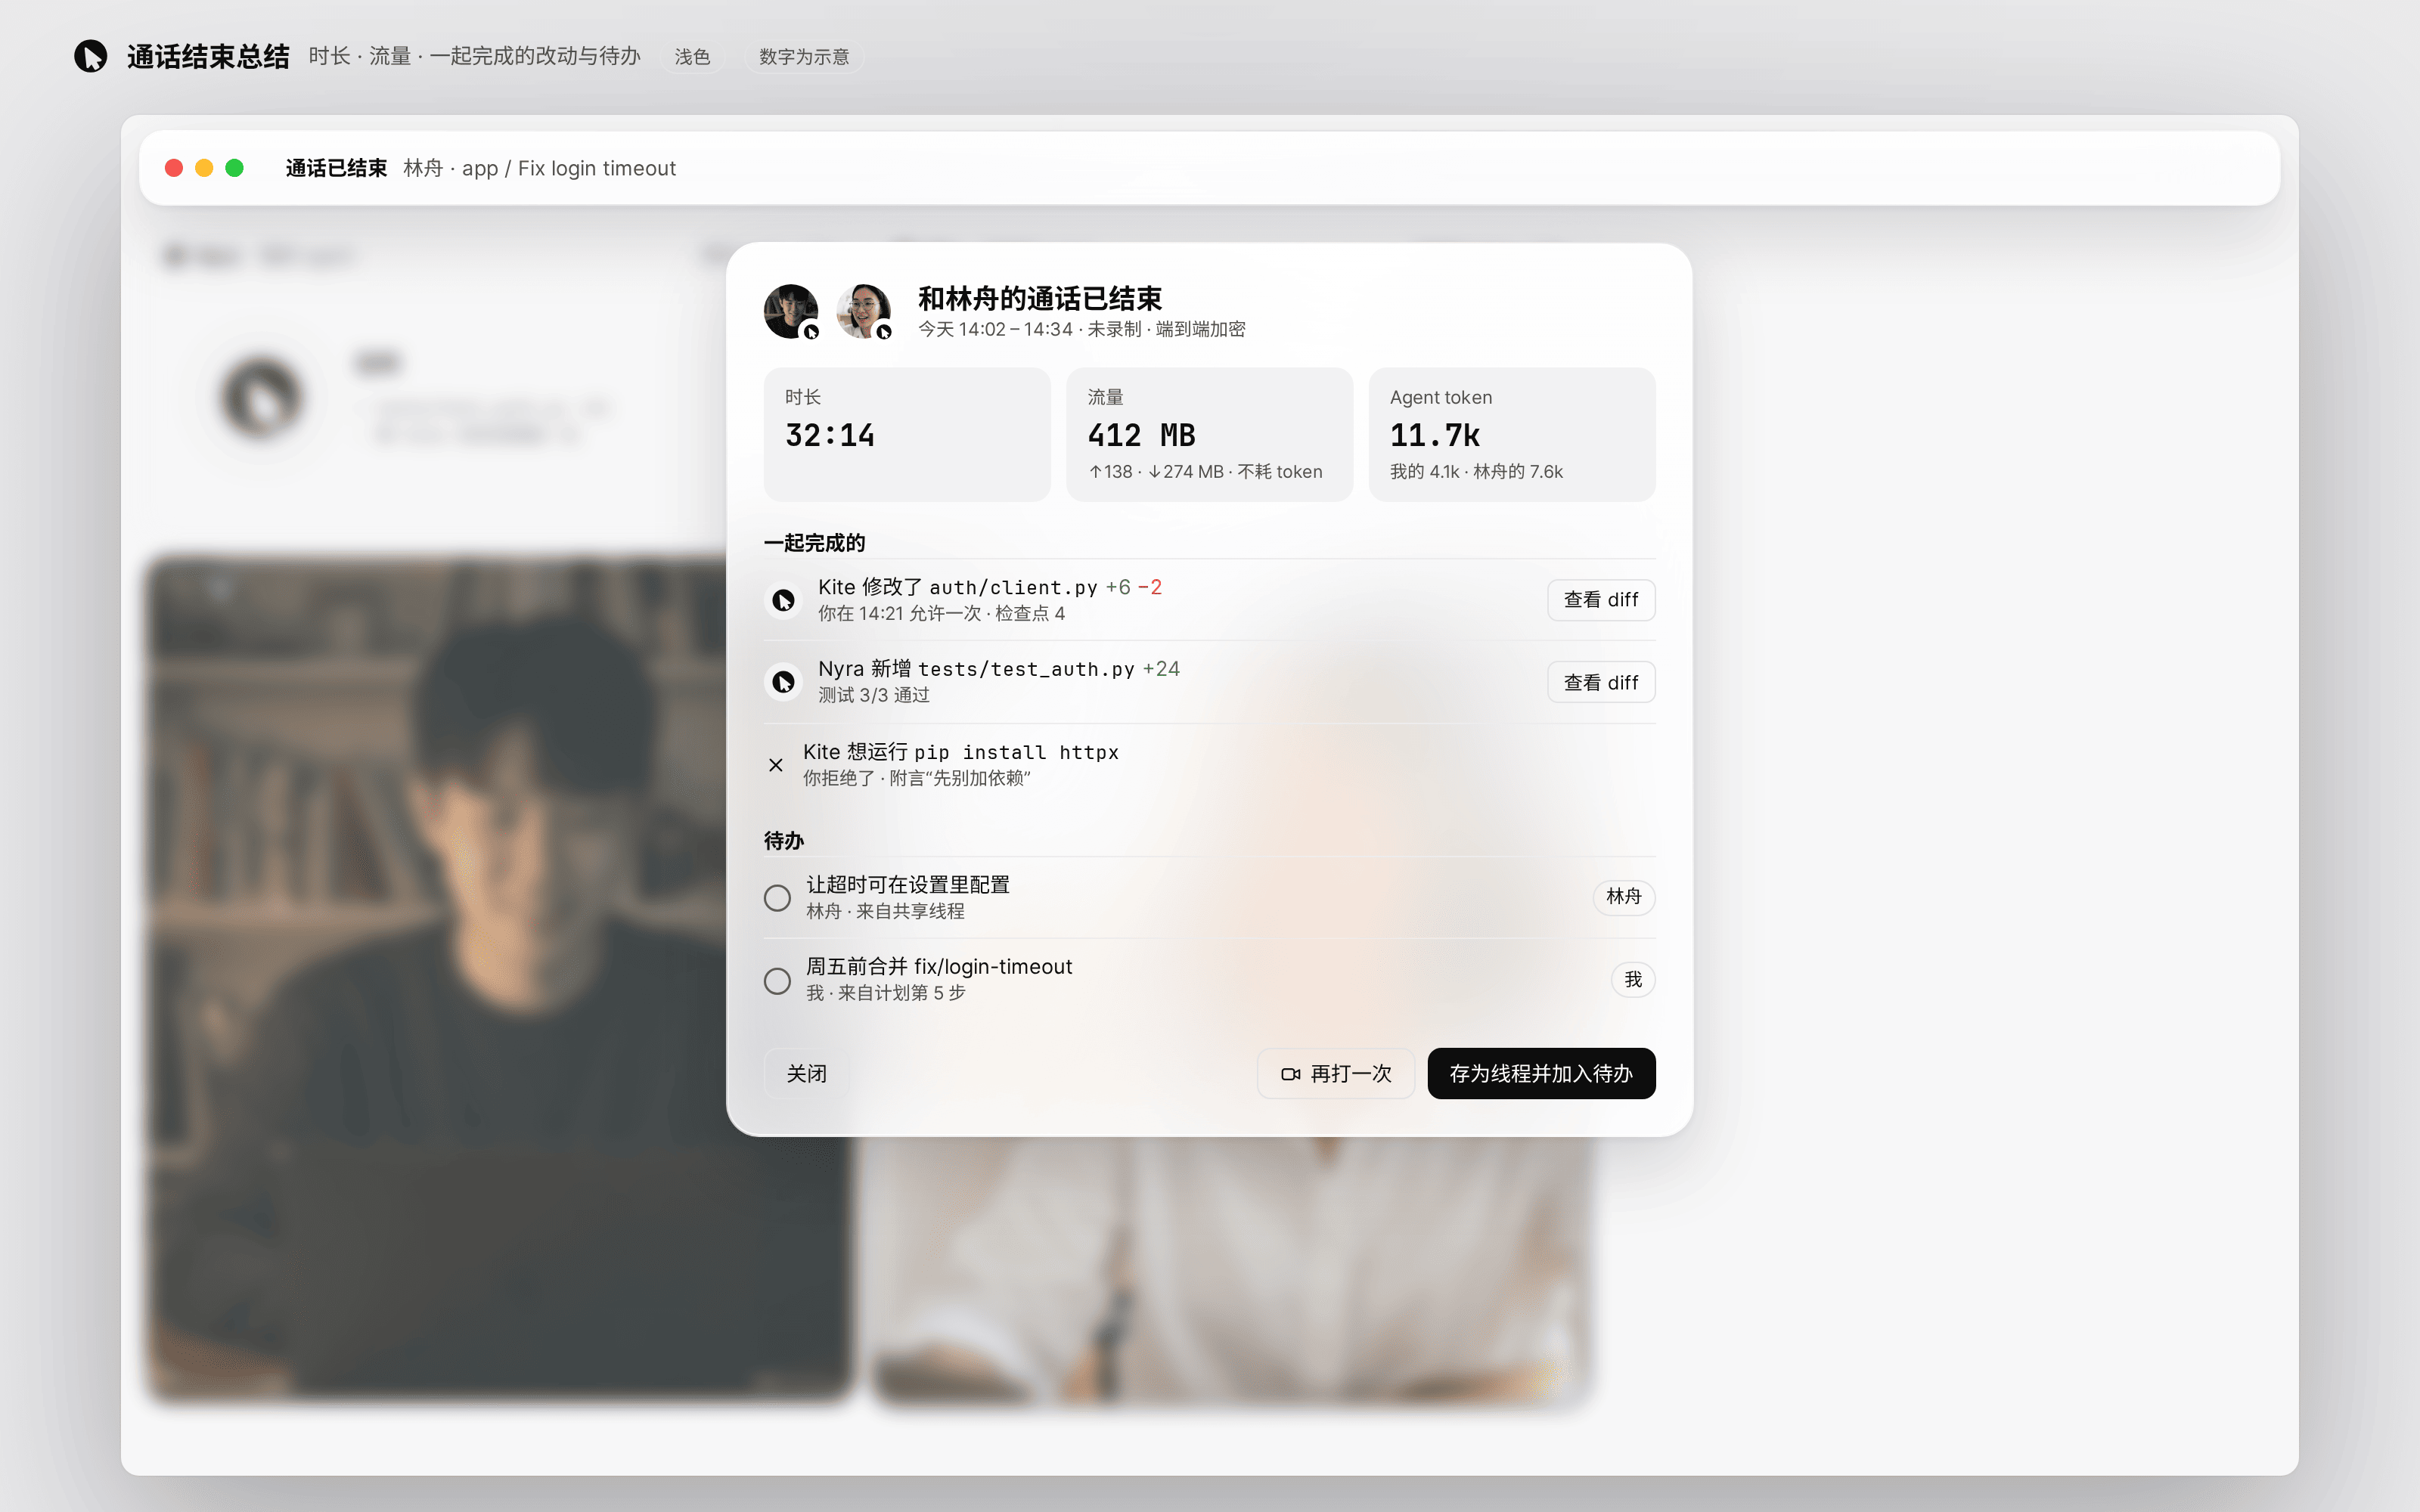 通话结束总结 时长 · 流量 · 一起完成的改动与待办 浅色 数字为示意
通话已结束 林舟 · app / Fix login timeout
和林舟的通话已结束
今天 14:02 – 14:34 · 未录制 · 端到端加密
时长
32:14
流量
412 MB
↑138 · ↓274 MB · 不耗 token
Agent token
11.7k
我的 4.1k · 林舟的 7.6k
一起完成的
Kite 修改了 auth/client.py +6 −2
你在 14:21 允许一次 · 检查点 4
查看 diff
Nyra 新增 tests/test_auth.py +24
测试 3/3 通过
查看 diff
Kite 想运行 pip install httpx
你拒绝了 · 附言“先别加依赖”
待办
让超时可在设置里配置
林舟 · 来自共享线程
林舟
周五前合并 fix/login-timeout
我 · 来自计划第 5 步
我
关闭
再打一次
存为线程并加入待办